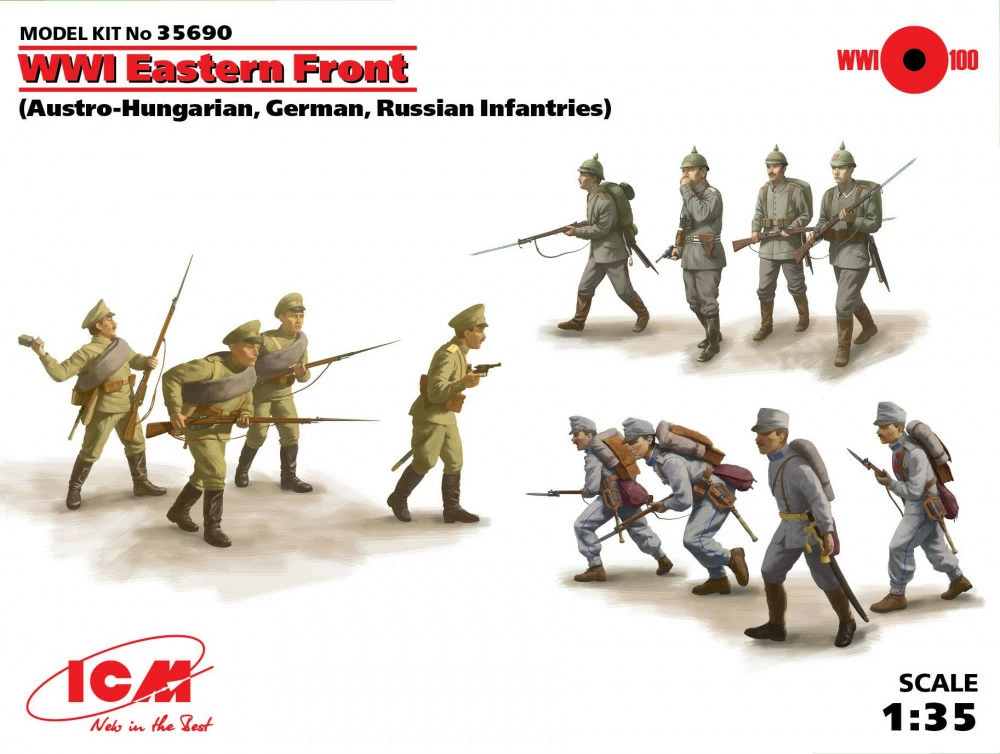 MODEL KIT No 35690
WWI Eastern Front
(Austro-Hungarian, German, Russian Infantries)
WWI 100
ICM
New in the Best
SCALE
1:35